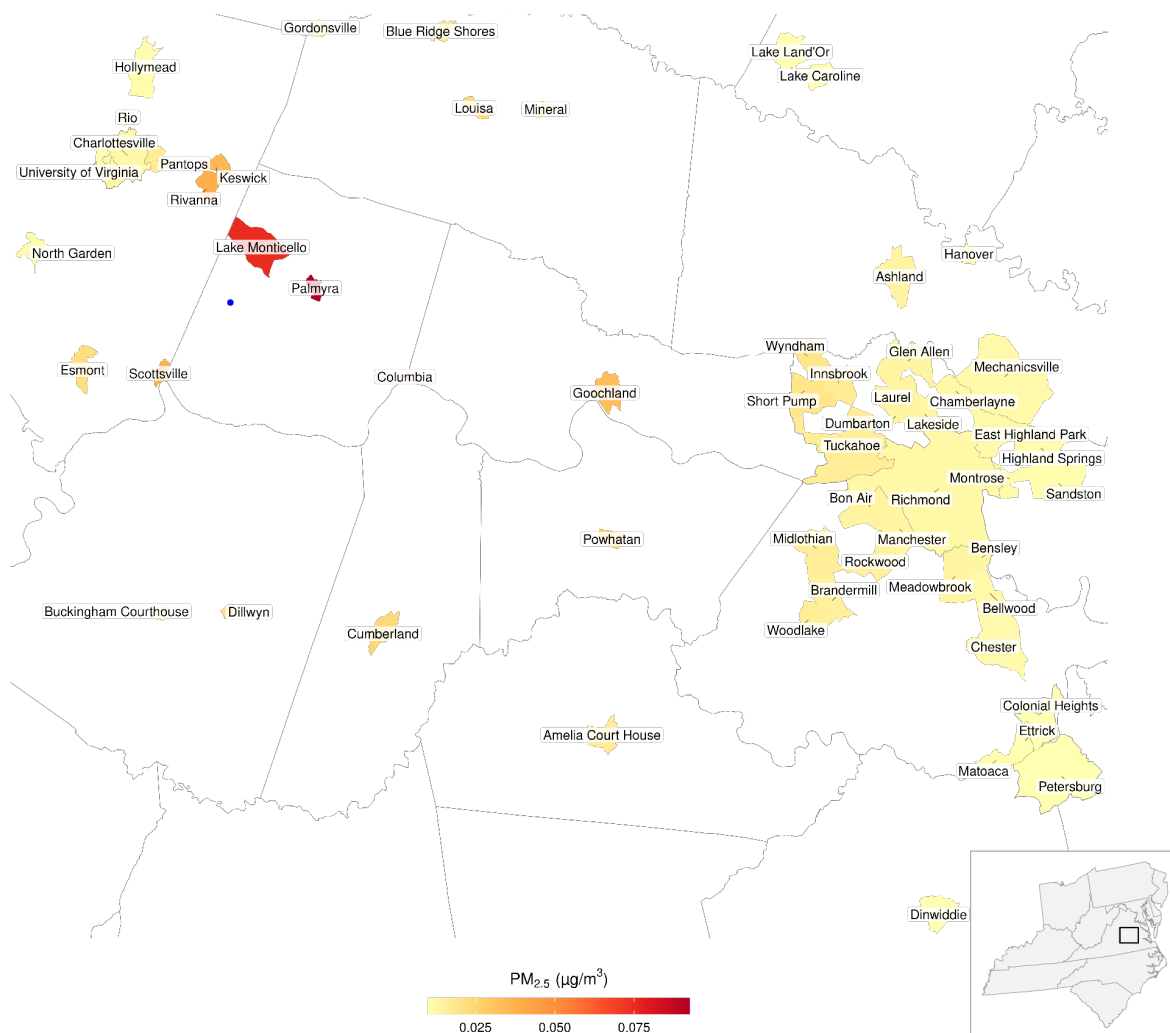 Gordonsville
Blue Ridge Shores
Lake Land'Or
Hollymead
Lake Caroline
Louisa
Mineral
Rio
Charlottesville
Pantops
University of Virginia
Keswick
Rivanna
Lake Monticello
North Garden
Hanover
Ashland
Palmyra
Wyndham
Glen Allen
Esmont
Scottsville
Columbia
Innsbrook
Mechanicsville
Goochland
Short Pump
Laurel
Chamberlayne
Dumbarton
Lakeside
East Highland Park
Tuckahoe
Highland Springs
Montrose
Sandston
Bon Air
Richmond
Powhatan
Midlothian
Manchester
Bensley
Rockwood
Brandermill
Meadowbrook
Buckingham Courthouse
Dillwyn
Bellwood
Cumberland
Woodlake
Chester
Colonial Heights
Amelia Court House
Ettrick
Matoaca
Petersburg
Dinwiddie
PM2.5 (μg/m³)
0.025 0.050 0.075